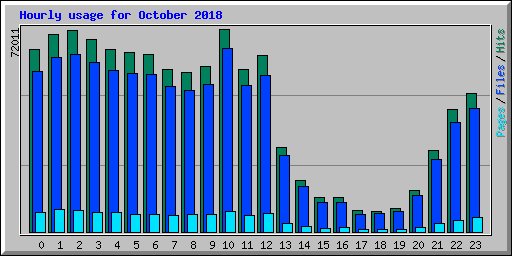 Hourly usage for October 2018
72011
Pages / Files / Hits
0 1 2 3 4 5 6 7 8 9 10 11 12 13 14 15 16 17 18 19 20 21 22 23